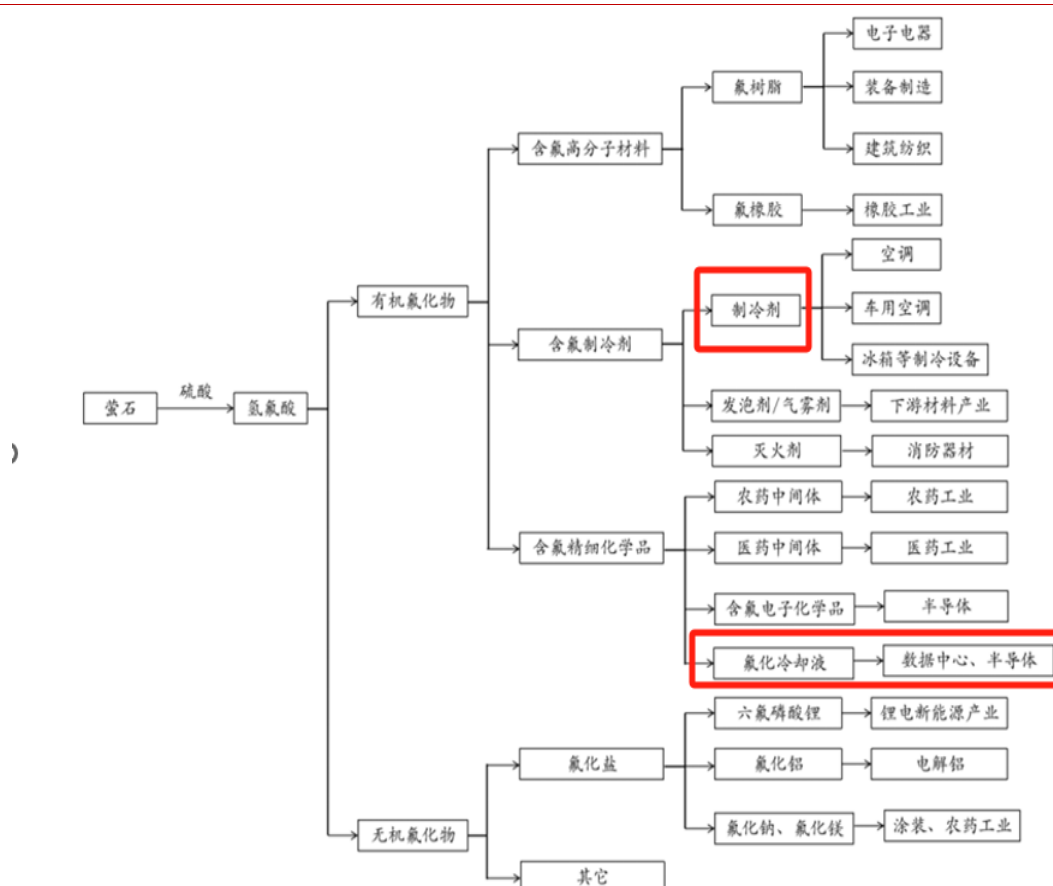 电子电器
氟树脂
装备制造
含氟高分子材料
建筑纺织
氟橡胶
橡胶工业
空调
有机氟化物
制冷剂
车用空调
含氟制冷剂
冰箱等制冷设备
萤石
硫酸
氢氟酸
发泡剂/气雾剂
下游材料产业
灭火剂
消防器材
农药中间体
农药工业
含氟精细化学品
医药中间体
医药工业
含氟电子化学品
半导体
氟化冷却液
数据中心、半导体
六氟磷酸锂
锂电新能源产业
氟化盐
氟化铝
电解铝
无机氟化物
氟化钠、氟化镁
涂装、农药工业
其它